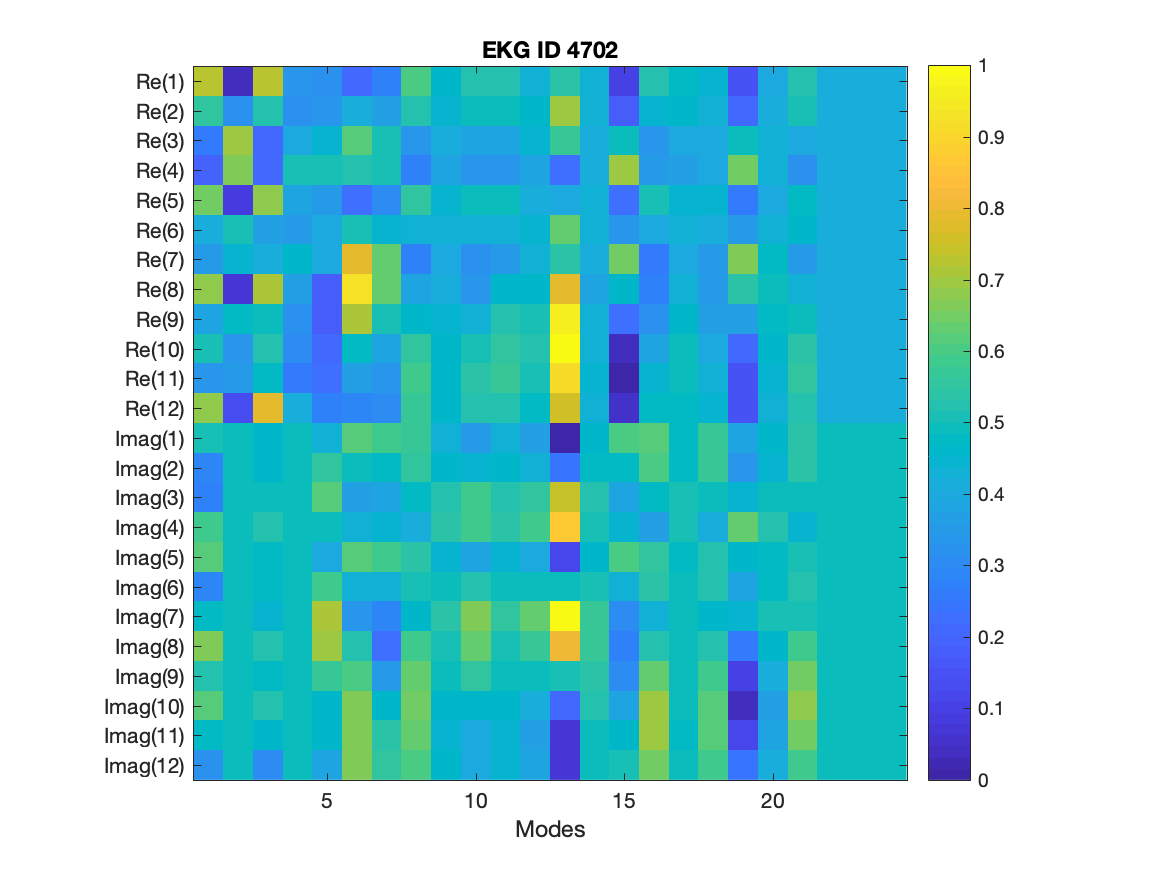 EKG ID 4702
Re(1)
Re(2)
Re(3)
Re(4)
Re(5)
Re(6)
Re(7)
Re(8)
Re(9)
Re(10)
Re(11)
Re(12)
Imag(1)
Imag(2)
Imag(3)
Imag(4)
Imag(5)
Imag(6)
Imag(7)
Imag(8)
Imag(9)
Imag(10)
Imag(11)
Imag(12)
5 10 15 20
Modes
1
0.9
0.8
0.7
0.6
0.5
0.4
0.3
0.2
0.1
0